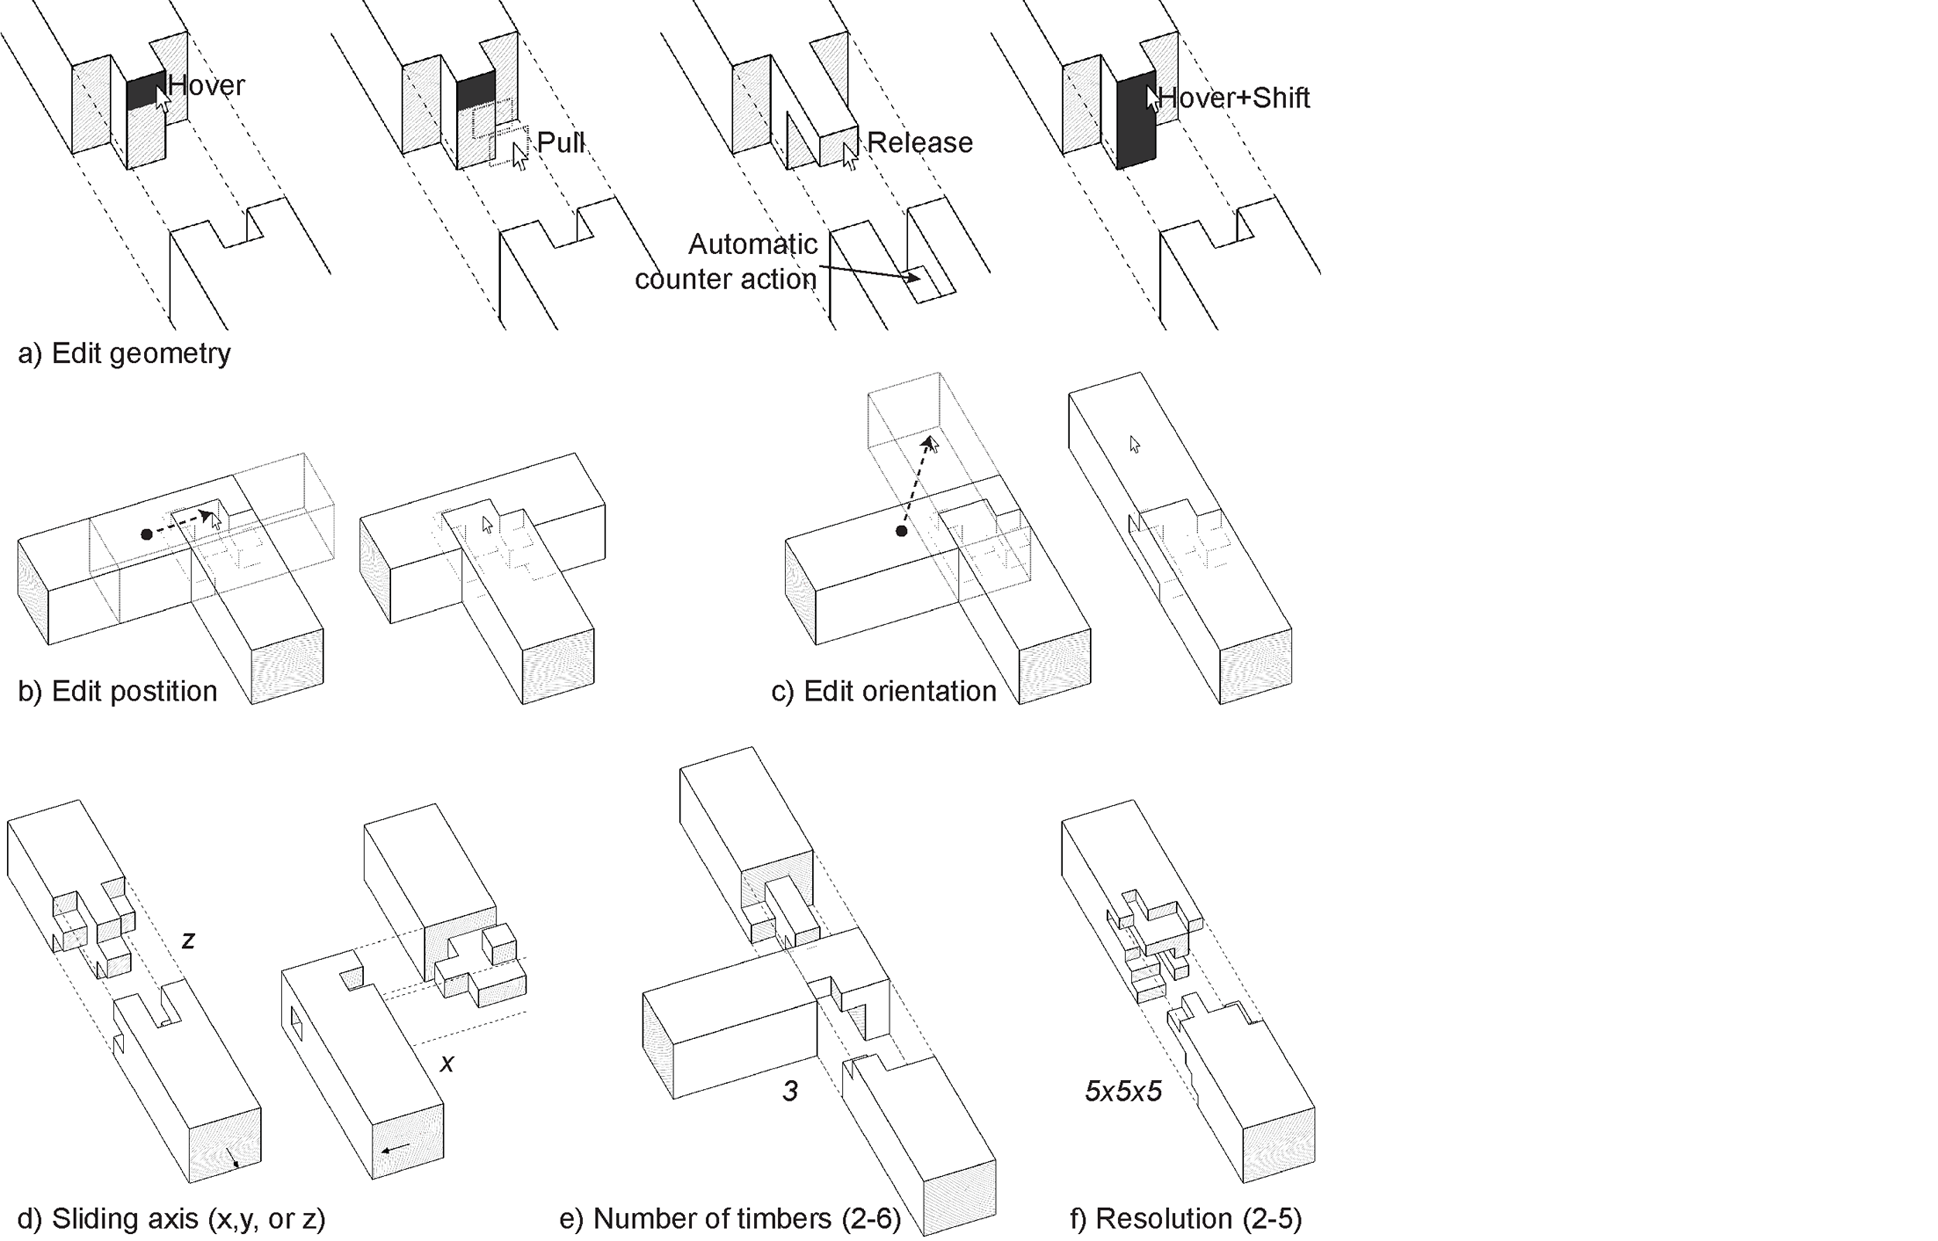 Hover
Pull
Release
Hover+Shift
Automatic
counter action
a) Edit geometry
b) Edit postition
c) Edit orientation
z
x
3
5x5x5
d) Sliding axis (x,y, or z)
e) Number of timbers (2-6)
f) Resolution (2-5)